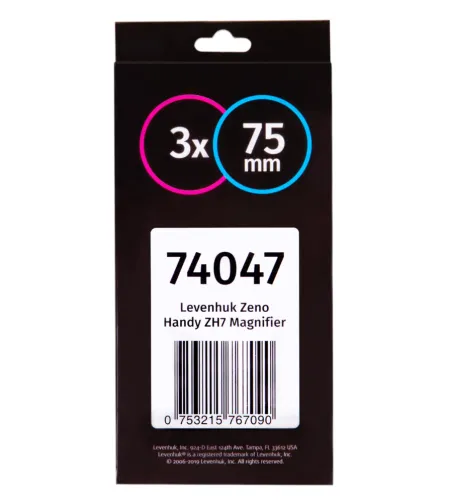 3x
75
mm
74047
Levenhuk Zeno
Handy ZH7 Magnifier
0 753215 767090
Levenhuk, Inc. 924-D East 124th Ave. Tampa, FL 33612 USA
Levenhuk® is a registered trademark of Levenhuk, Inc.
© 2006-2019 Levenhuk, Inc. All rights reserved.